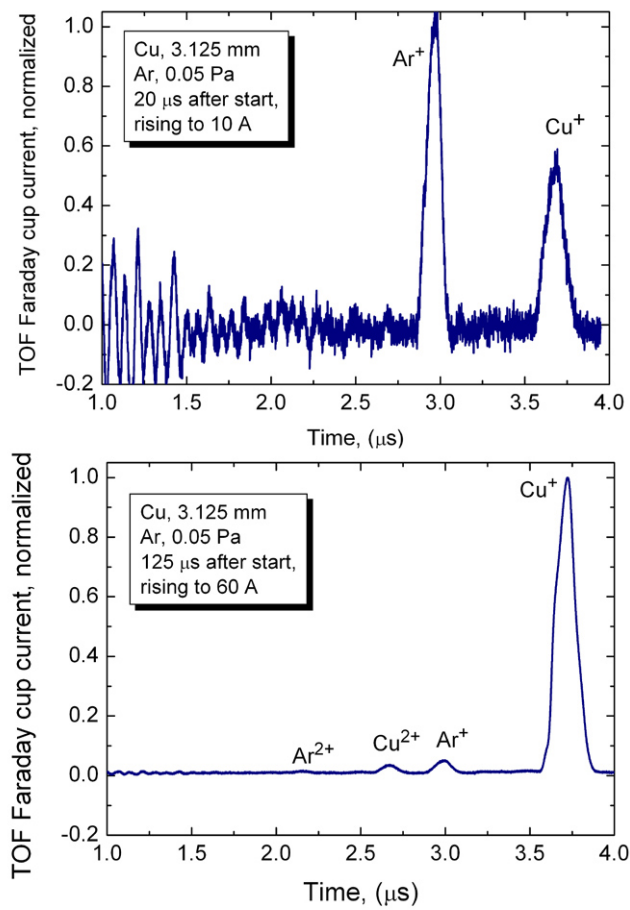 TOF Faraday cup current, normalized
1.0
0.8
0.6
0.4
0.2
0.0
-0.2
Cu, 3.125 mm
Ar, 0.05 Pa
20 μs after start,
rising to 10 A
Ar⁺
Cu⁺
1.0 1.5 2.0 2.5 3.0 3.5 4.0
Time, (μs)
TOF Faraday cup current, normalized
1.0
0.8
0.6
0.4
0.2
0.0
-0.2
Cu, 3.125 mm
Ar, 0.05 Pa
125 μs after start,
rising to 60 A
Cu⁺
Ar²⁺ Cu²⁺ Ar⁺
1.0 1.5 2.0 2.5 3.0 3.5 4.0
Time, (μs)